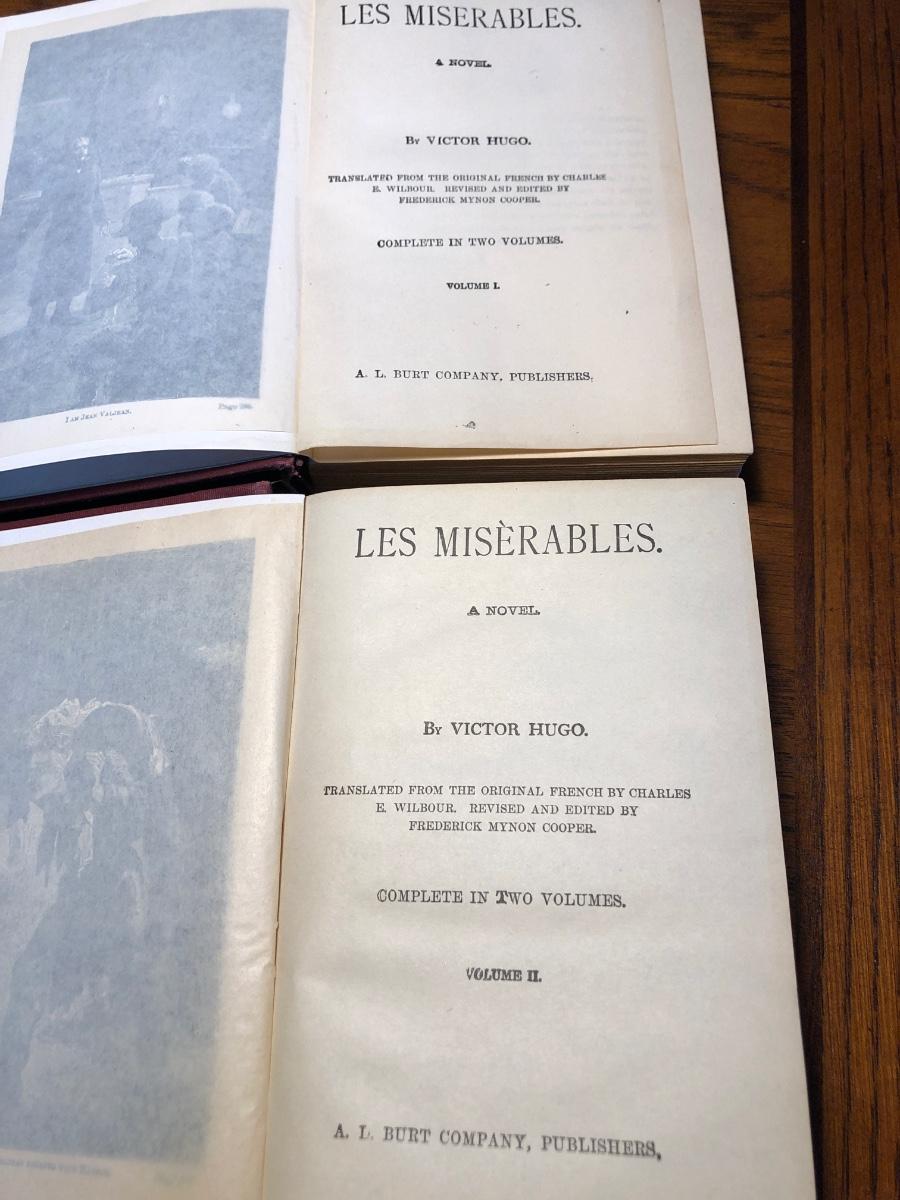 LES MISERABLES.
A NOVEL.
By VICTOR HUGO.
TRANSLATED FROM THE ORIGINAL FRENCH BY CHARLES
E. WILBOUR. REVISED AND EDITED BY
FREDERICK MYNON COOPER.
COMPLETE IN TWO VOLUMES.
VOLUME I.
A. L. BURT COMPANY, PUBLISHERS,
I AM JEAN VALJEAN.
LES MISÈRABLES.
A NOVEL.
By VICTOR HUGO.
TRANSLATED FROM THE ORIGINAL FRENCH BY CHARLES
E. WILBOUR. REVISED AND EDITED BY
FREDERICK MYNON COOPER.
COMPLETE IN TWO VOLUMES.
VOLUME II.
A. L. BURT COMPANY, PUBLISHERS,